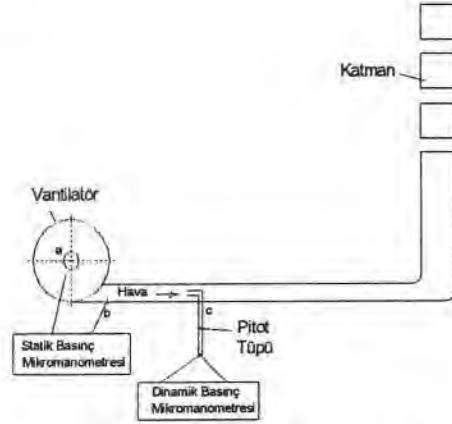 Katman
Vantilatör
a
Hava
b
c
Pitot
Tüpü
Statik Basınç
Mikromanometresi
Dinamik Basınç
Mikromanometresi